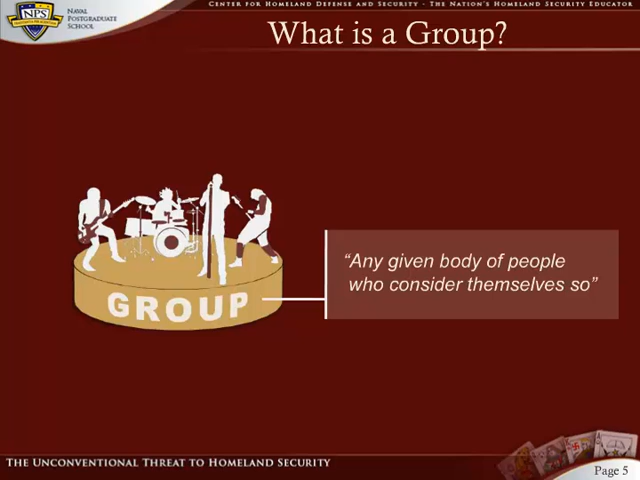 CENTER FOR HOMELAND DEFENSE AND SECURITY - THE NATION'S HOMELAND SECURITY EDUCATOR
NPS
NAVAL
POSTGRADUATE
SCHOOL
What is a Group?
“Any given body of people
who consider themselves so”
GROUP
THE UNCONVENTIONAL THREAT TO HOMELAND SECURITY
Page 5